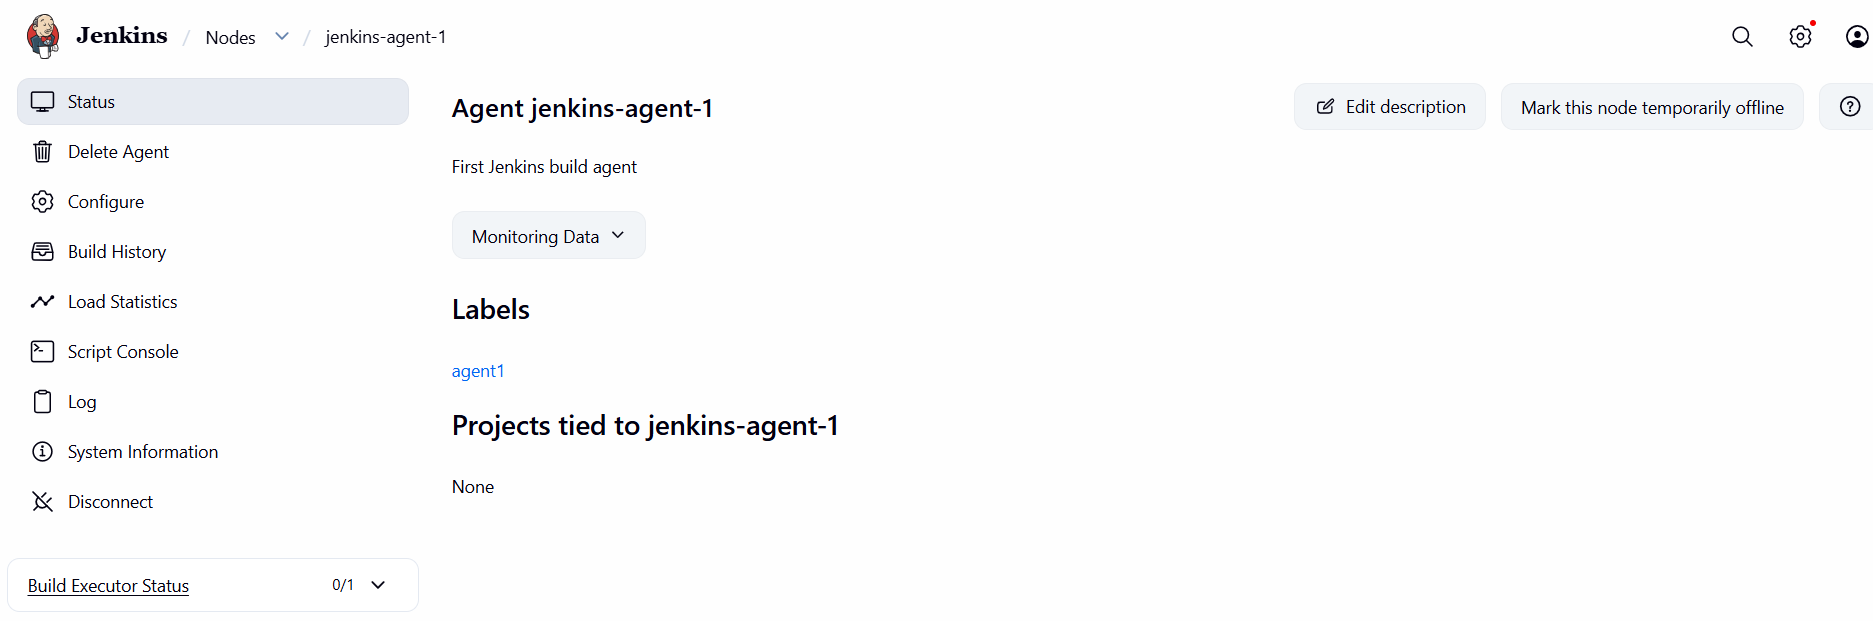 Jenkins / Nodes / jenkins-agent-1
Status
Delete Agent
Configure
Build History
Load Statistics
Script Console
Log
System Information
Disconnect
Build Executor Status 0/1
Agent jenkins-agent-1
Edit description
Mark this node temporarily offline
First Jenkins build agent
Monitoring Data
Labels
agent1
Projects tied to jenkins-agent-1
None